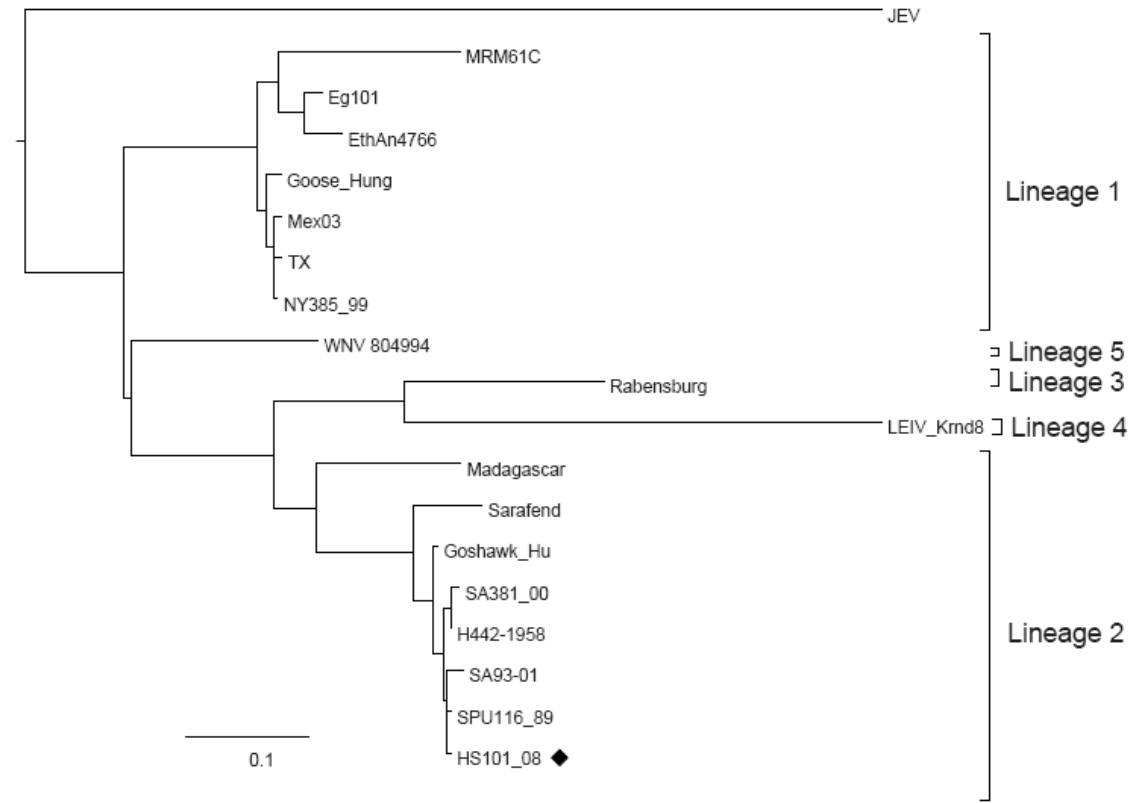 JEV
MRM61C
Eg101
EthAn4766
Goose_Hung
Lineage 1
Mex03
TX
NY385_99
WNV 804994
Lineage 5
Rabensburg
Lineage 3
LEIV_Krnd8
Lineage 4
Madagascar
Sarafend
Goshawk_Hu
SA381_00
H442-1958
Lineage 2
SA93-01
SPU116_89
HS101_08 ◆
0.1